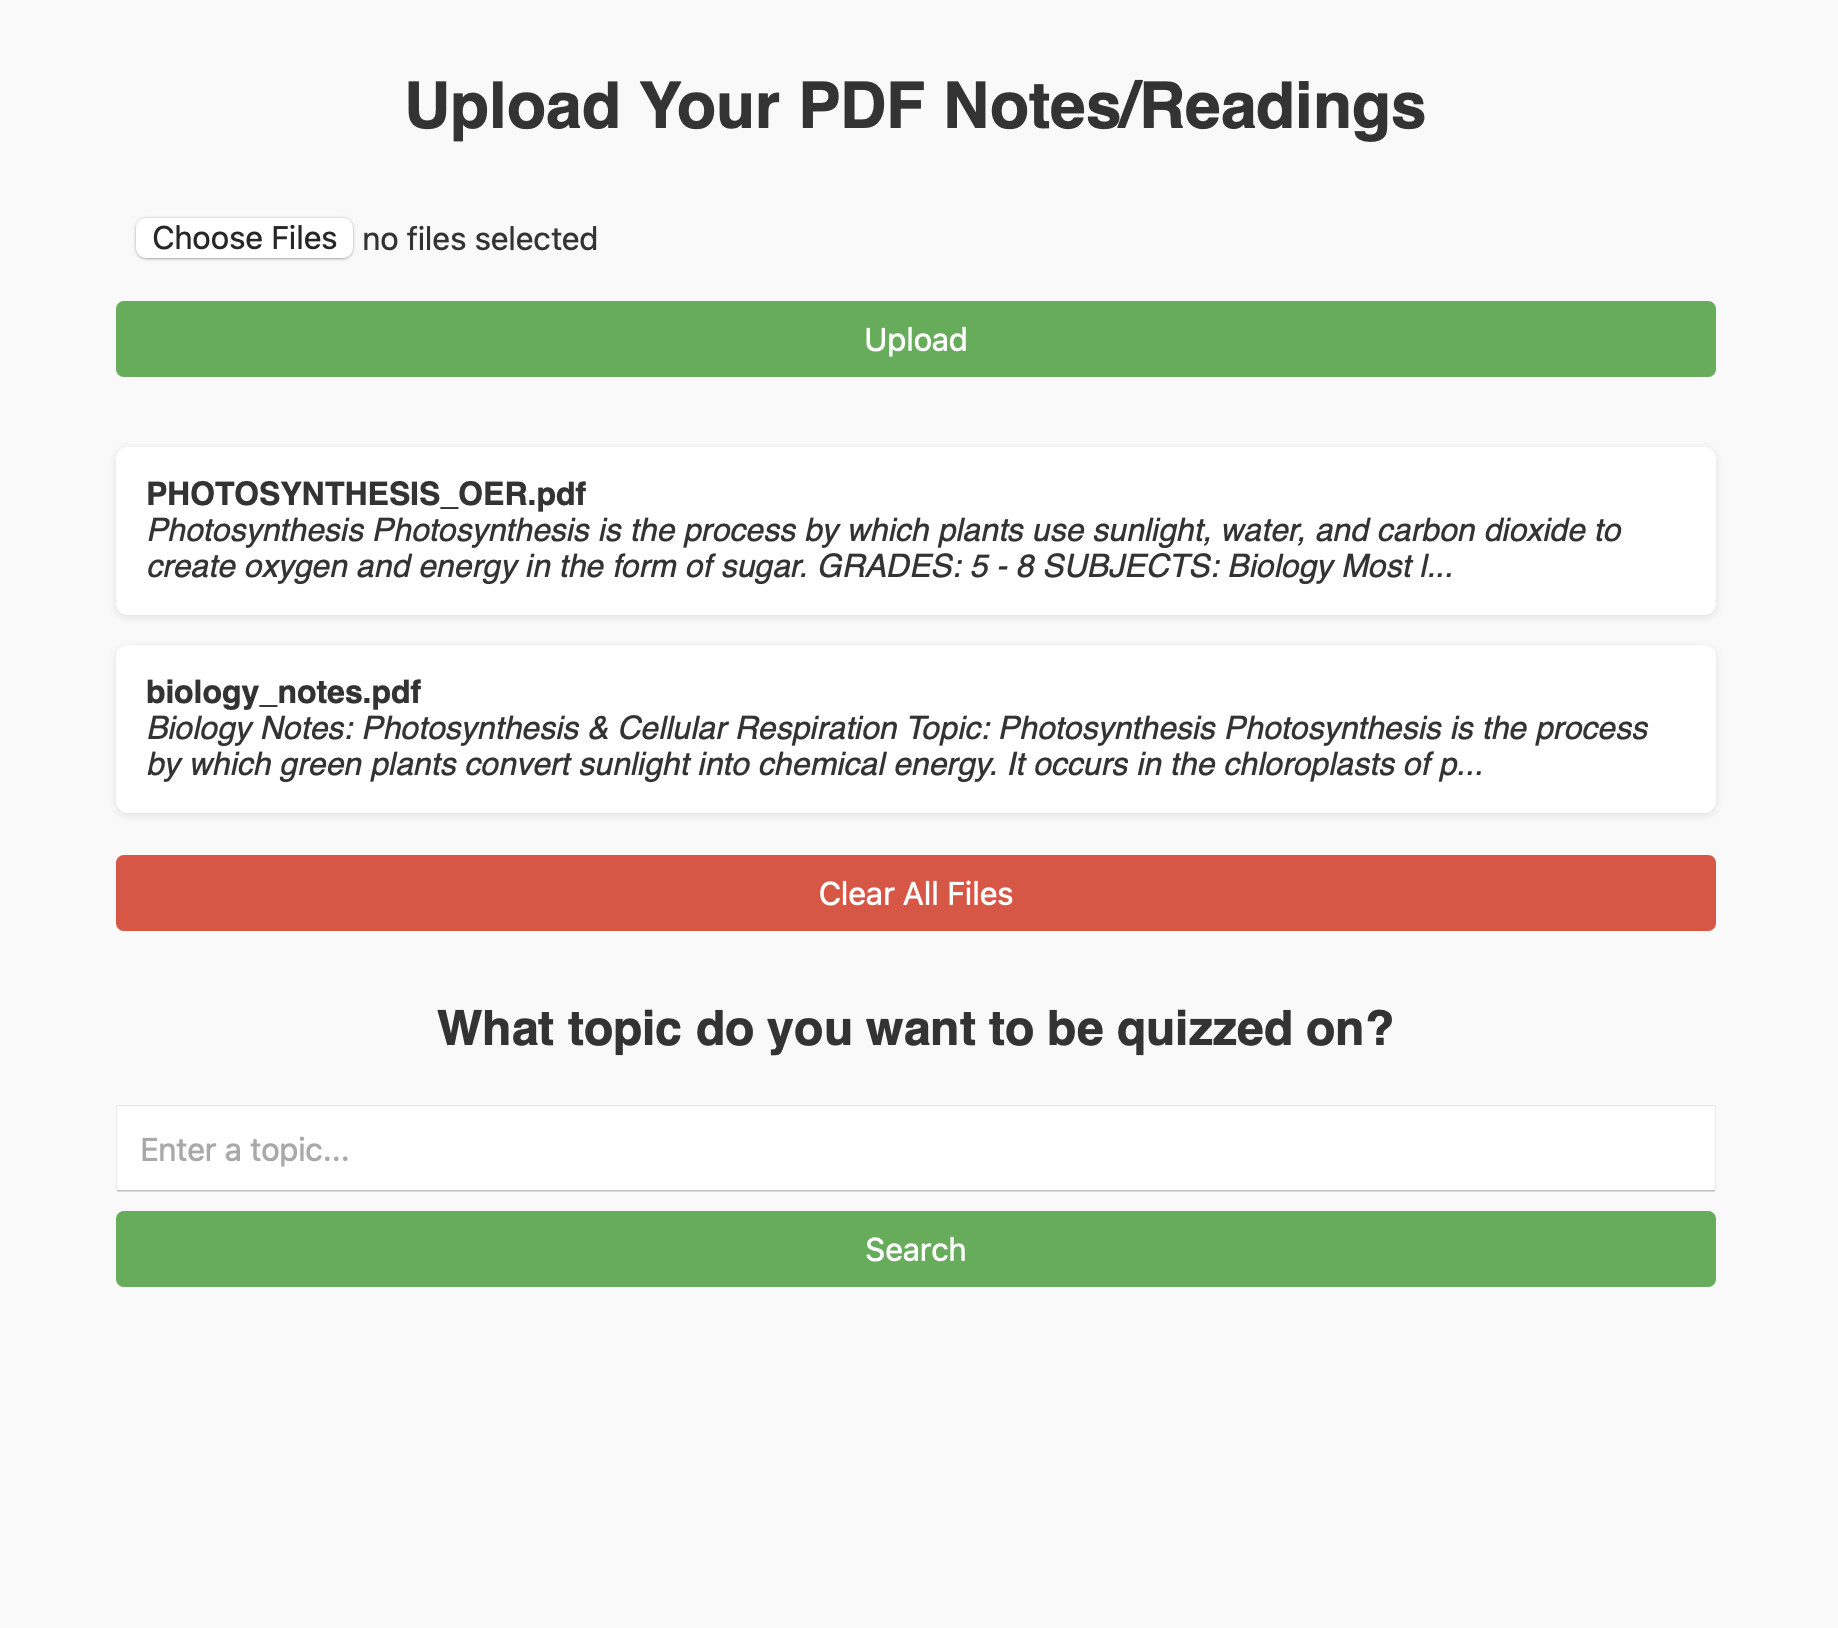 Upload Your PDF Notes/Readings
Choose Files no files selected
Upload
PHOTOSYNTHESIS_OER.pdf
Photosynthesis Photosynthesis is the process by which plants use sunlight, water, and carbon dioxide to
create oxygen and energy in the form of sugar. GRADES: 5 - 8 SUBJECTS: Biology Most l...
biology_notes.pdf
Biology Notes: Photosynthesis & Cellular Respiration Topic: Photosynthesis Photosynthesis is the process
by which green plants convert sunlight into chemical energy. It occurs in the chloroplasts of p...
Clear All Files
What topic do you want to be quizzed on?
Enter a topic...
Search